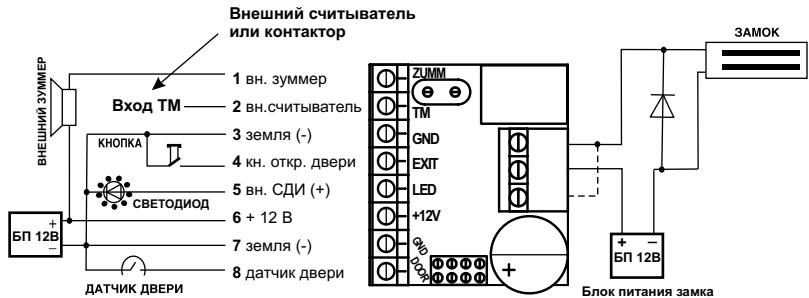 Внешний считыватель
или контактор
ЗАМОК
ВНЕШНИЙ ЗУММЕР
1 вн. зуммер
Вход ТМ
2 вн.считыватель
3 земля (-)
КНОПКА
4 кн. откр. двери
5 вн. СДИ (+)
СВЕТОДИОД
6 + 12 В
+
БП 12В
–
7 земля (-)
8 датчик двери
ДАТЧИК ДВЕРИ
ZUMM
TM
GND
EXIT
LED
+12V
GND
DOOR
+
+ –
БП 12В
Блок питания замка